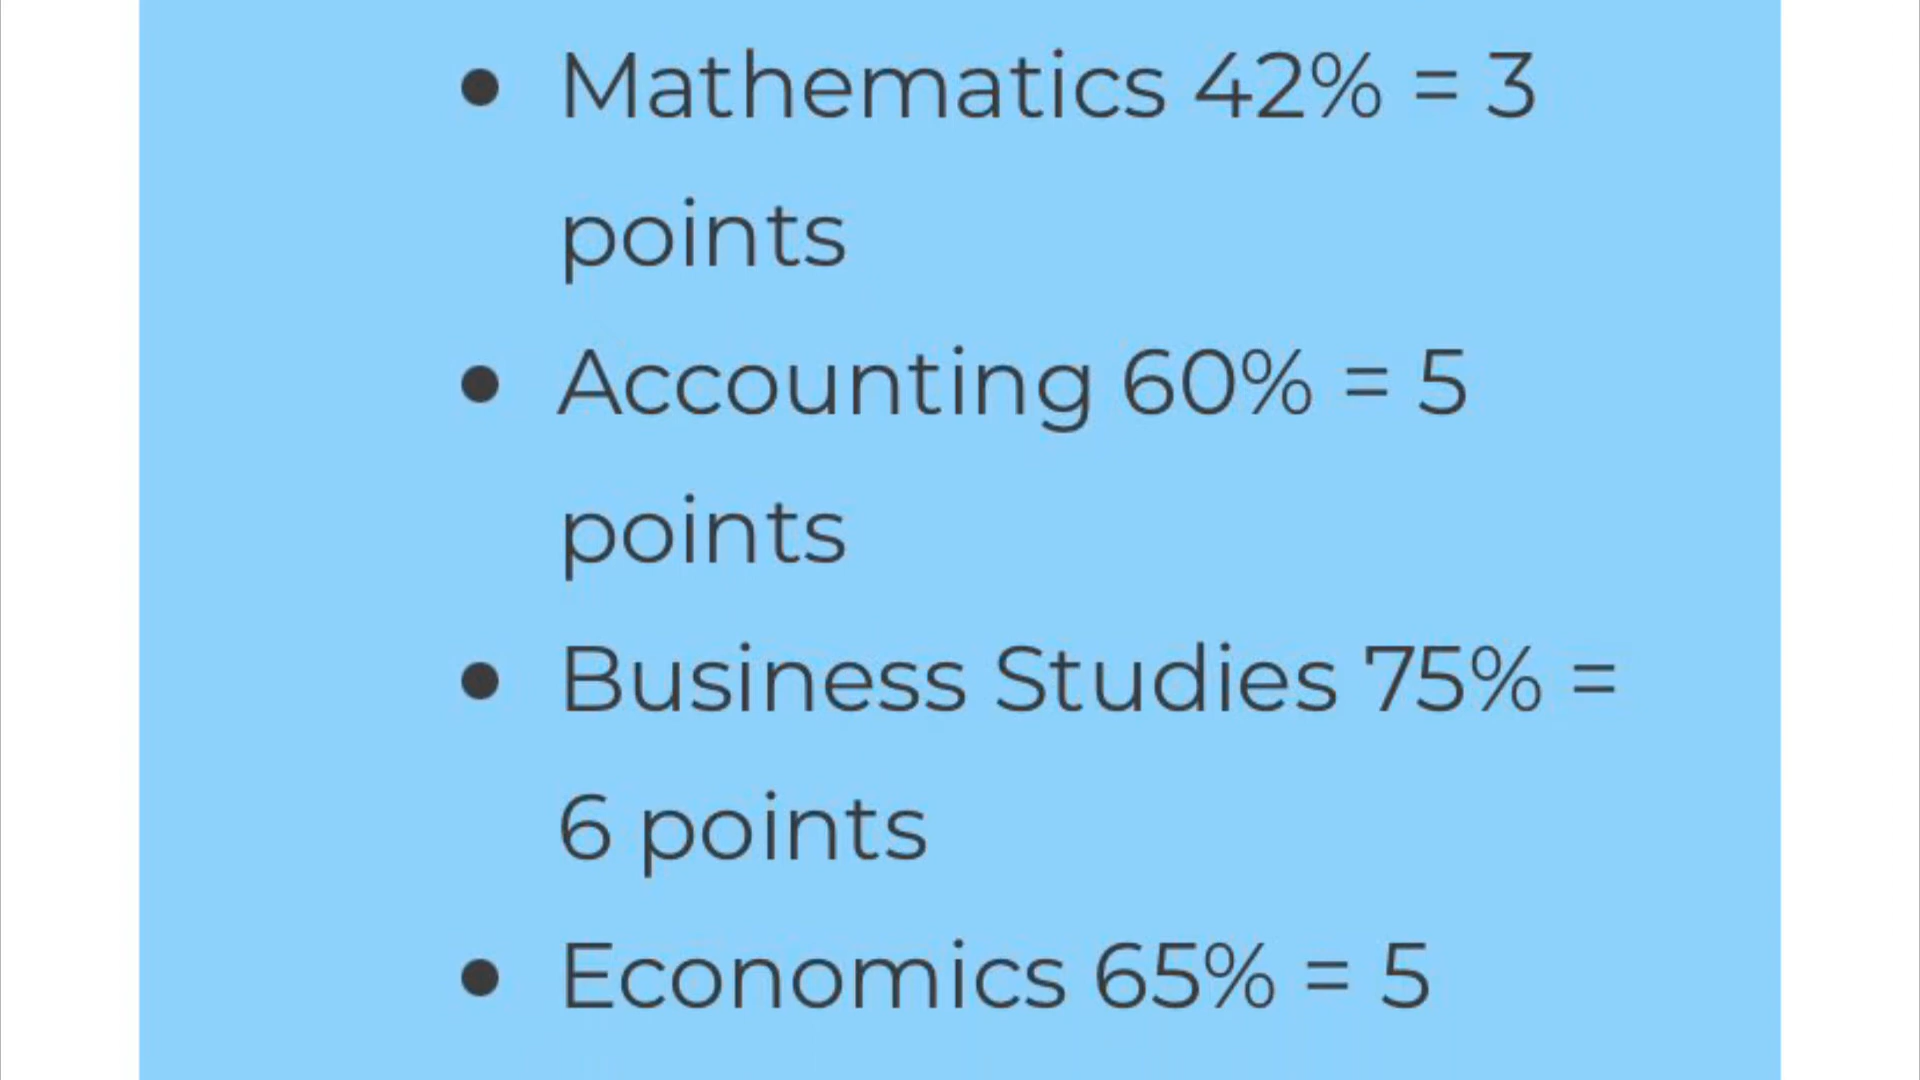 • Mathematics 42% = 3
points
• Accounting 60% = 5
points
• Business Studies 75% =
6 points
• Economics 65% = 5